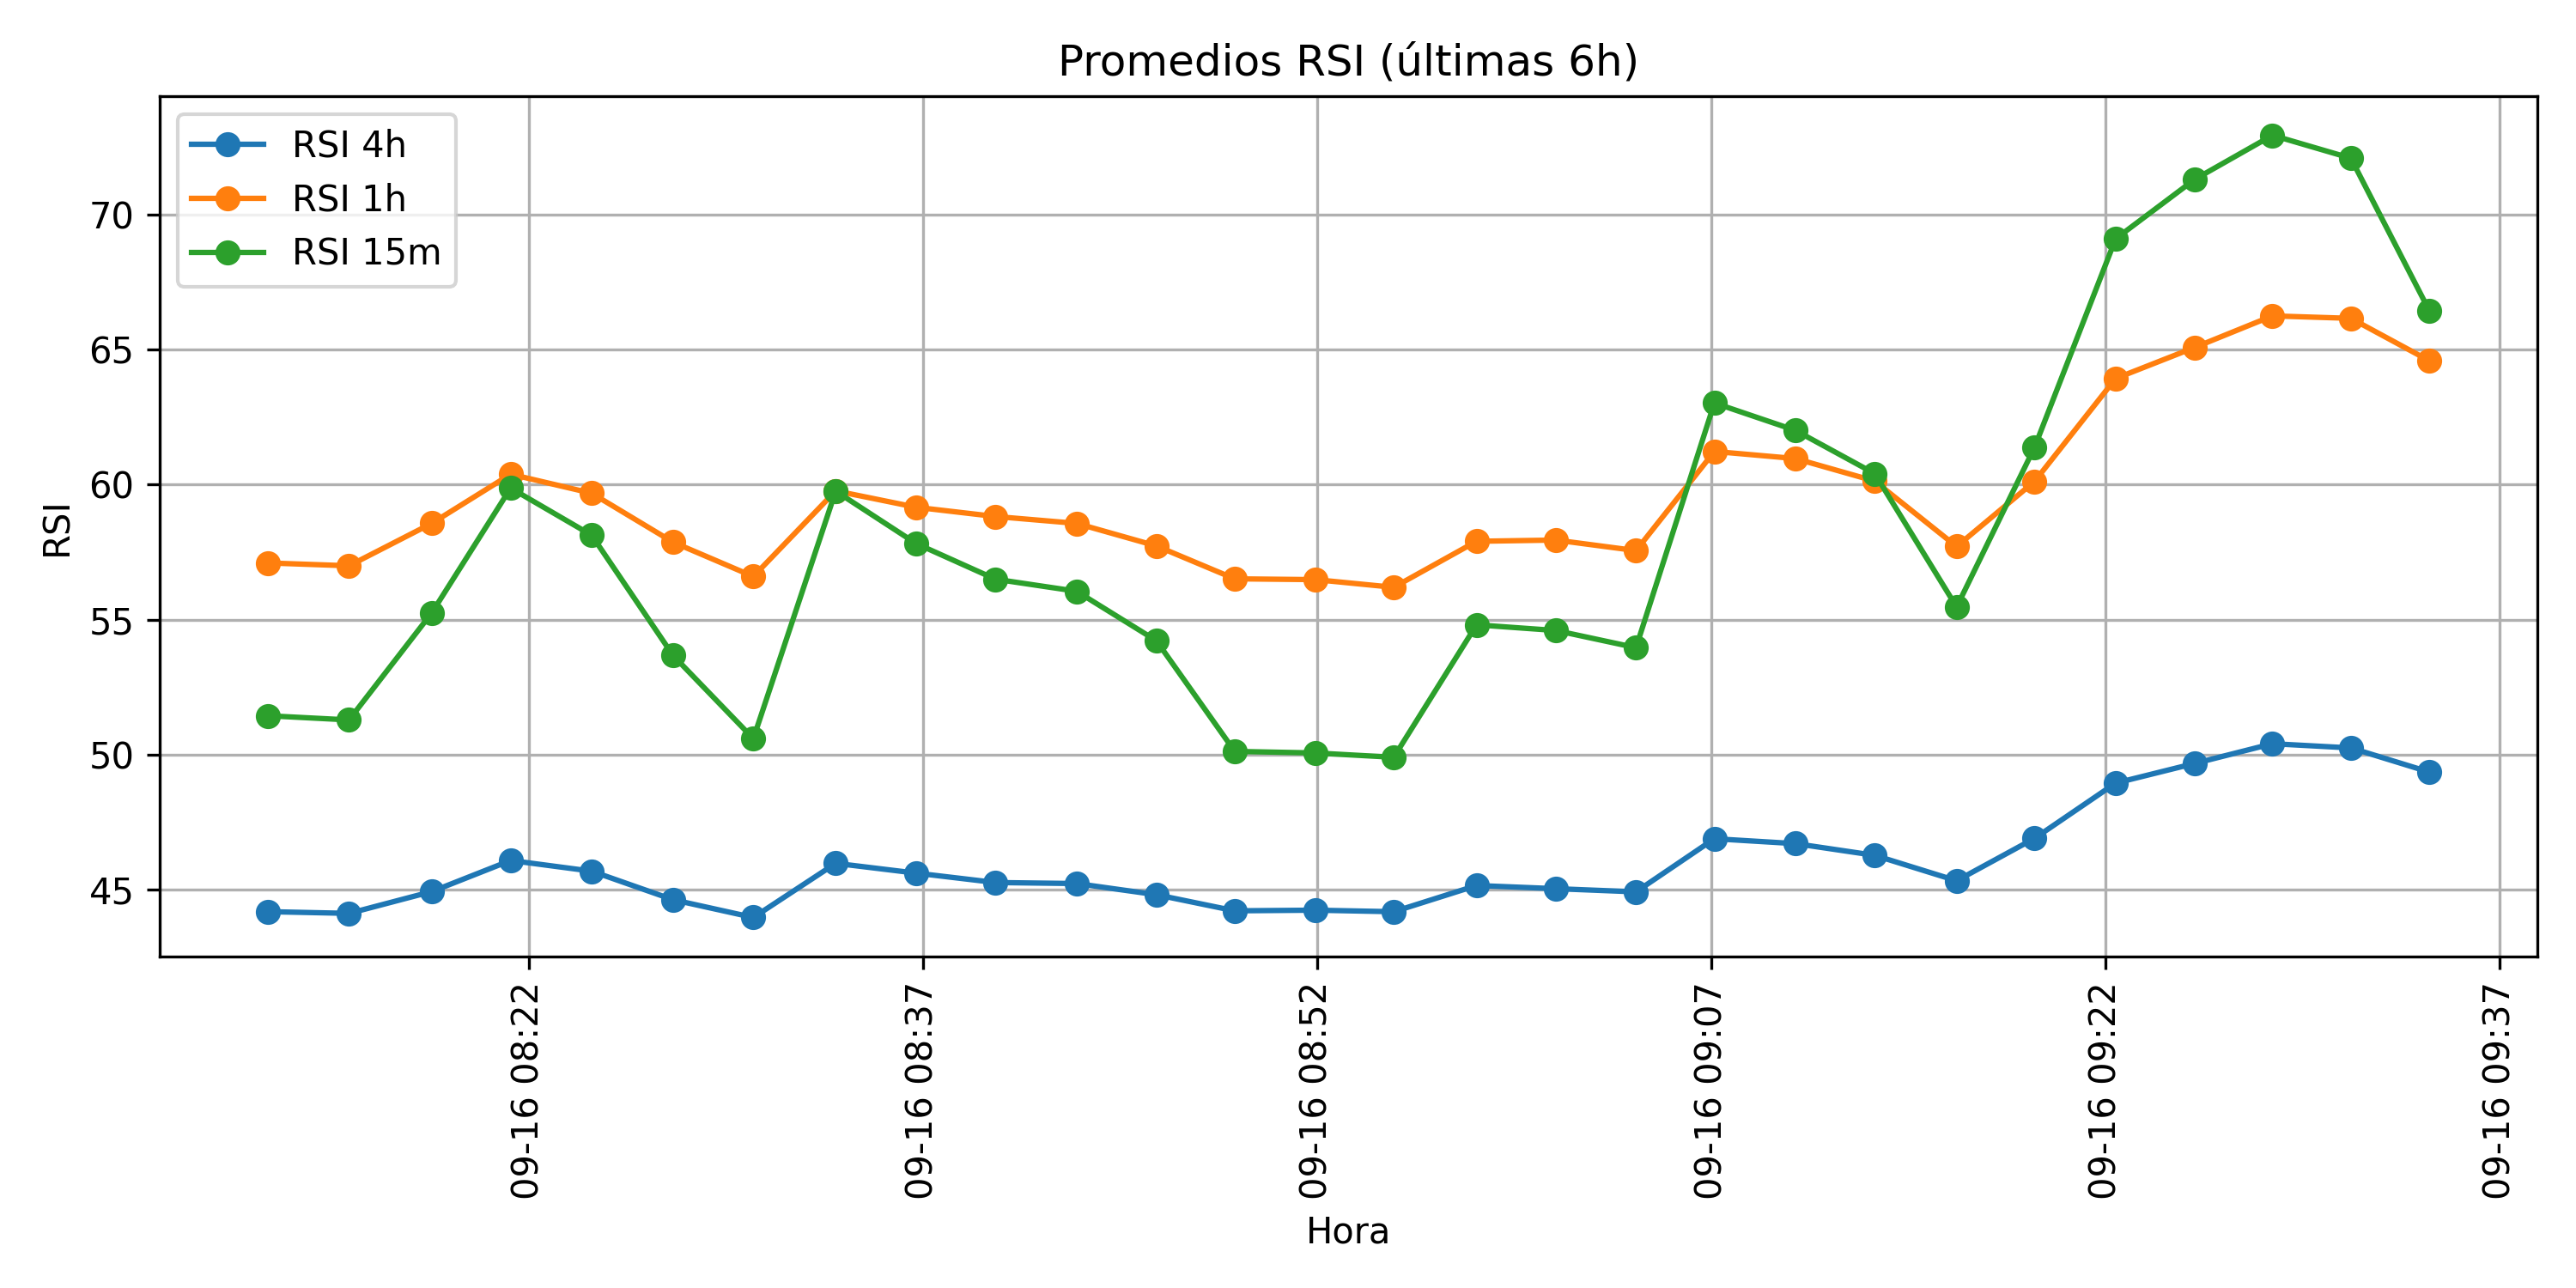 Promedios RSI (últimas 6h)
RSI 4h
RSI 1h
RSI 15m
RSI
70
65
60
55
50
45
09-16 08:22
09-16 08:37
09-16 08:52
09-16 09:07
09-16 09:22
09-16 09:37
Hora